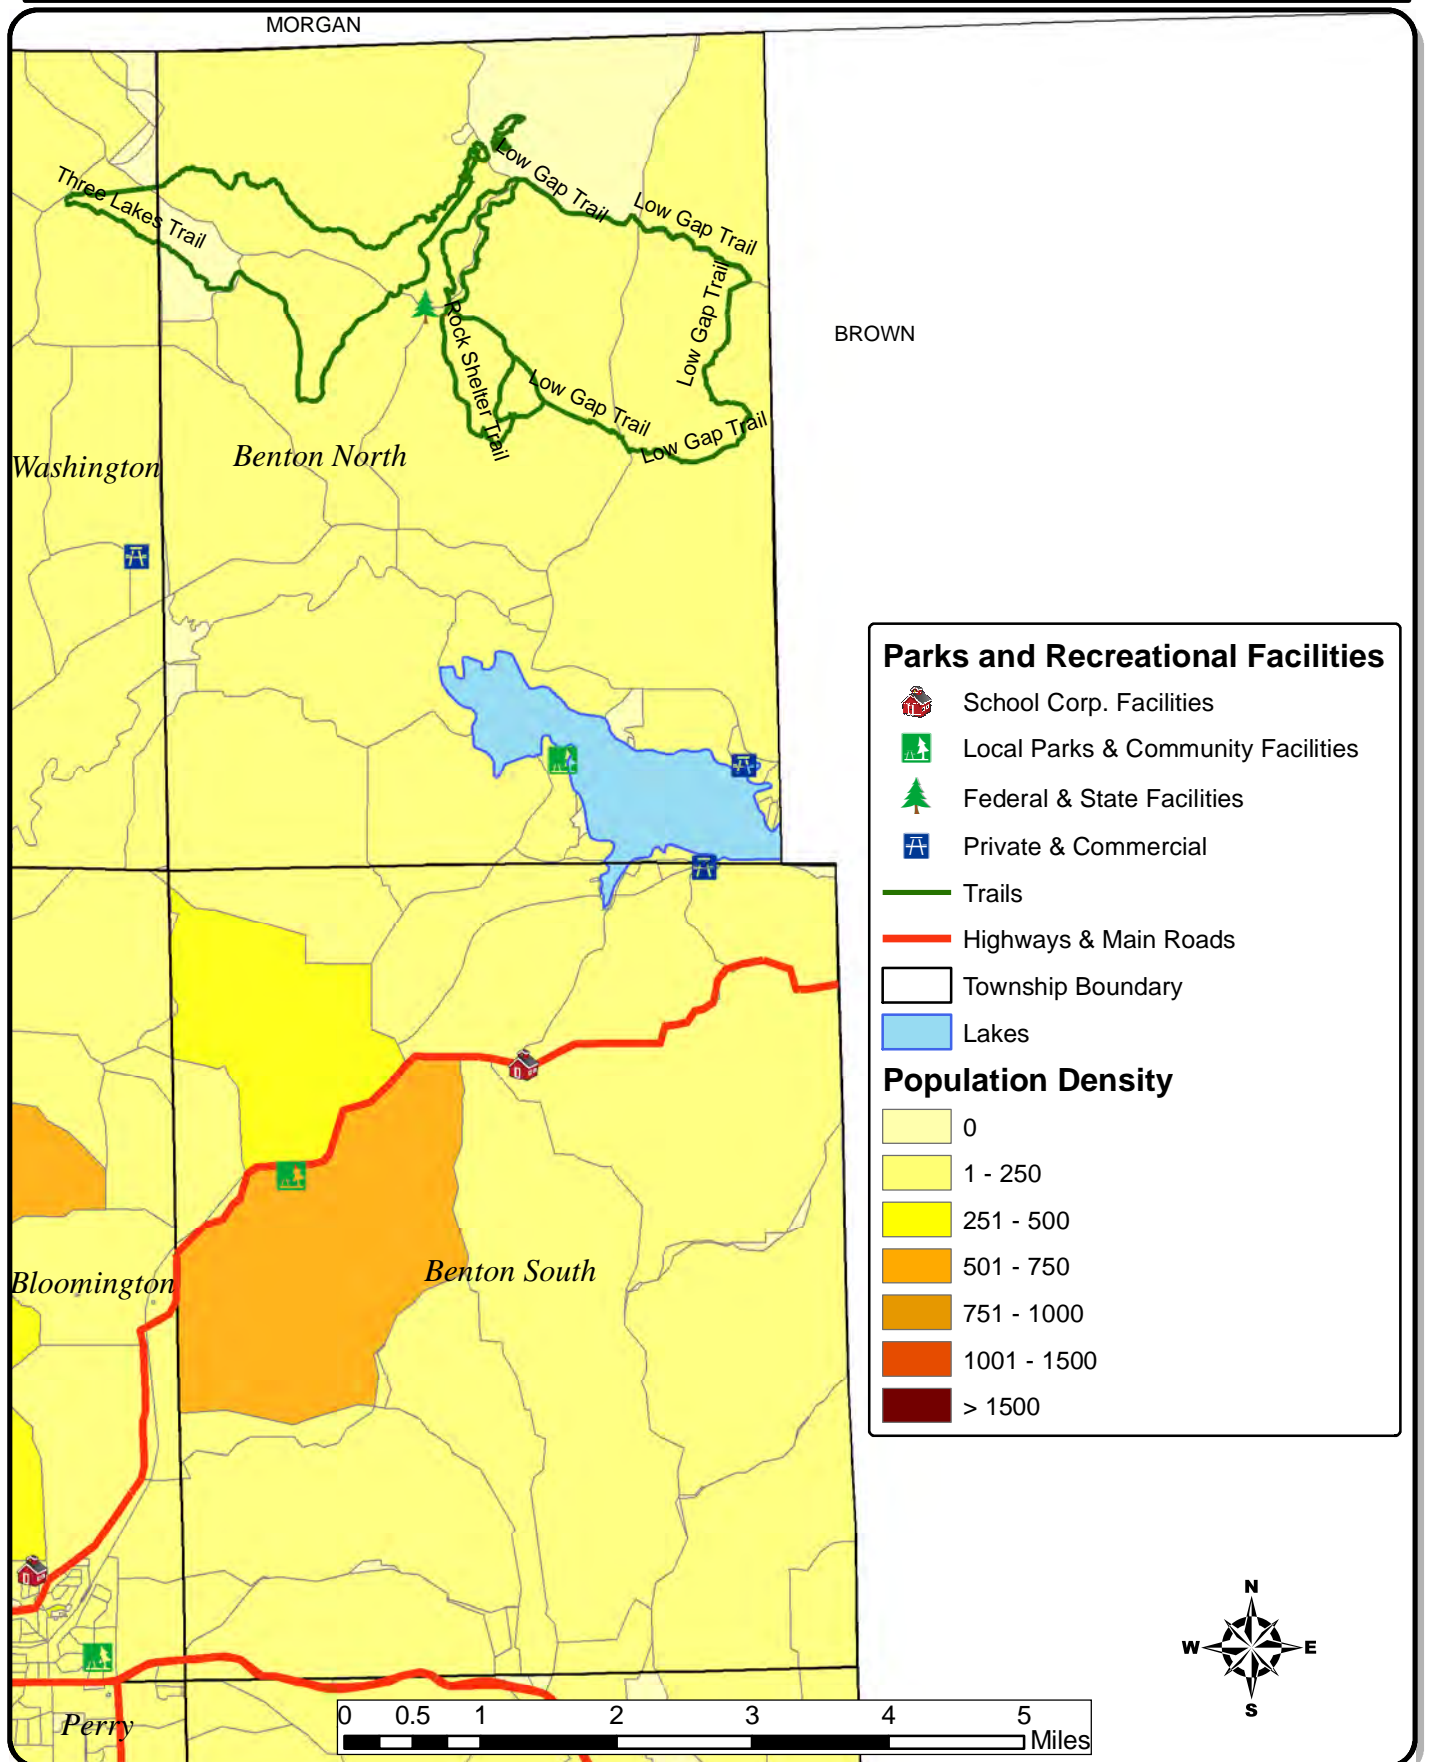 MORGAN
Low Gap Trail
Three Lakes Trail
Low Gap Trail
Low Gap Trail
BROWN
Rock Shelter Trail
Low Gap Trail
Low Gap Trail
Benton North
Washington
Parks and Recreational Facilities
School Corp. Facilities
Local Parks & Community Facilities
Federal & State Facilities
Private & Commercial
Trails
Highways & Main Roads
Township Boundary
Lakes
Population Density
0
1 - 250
251 - 500
501 - 750
751 - 1000
1001 - 1500
> 1500
Benton South
Bloomington
N
W E
S
Perry
0 0.5 1 2 3 4 5
Miles